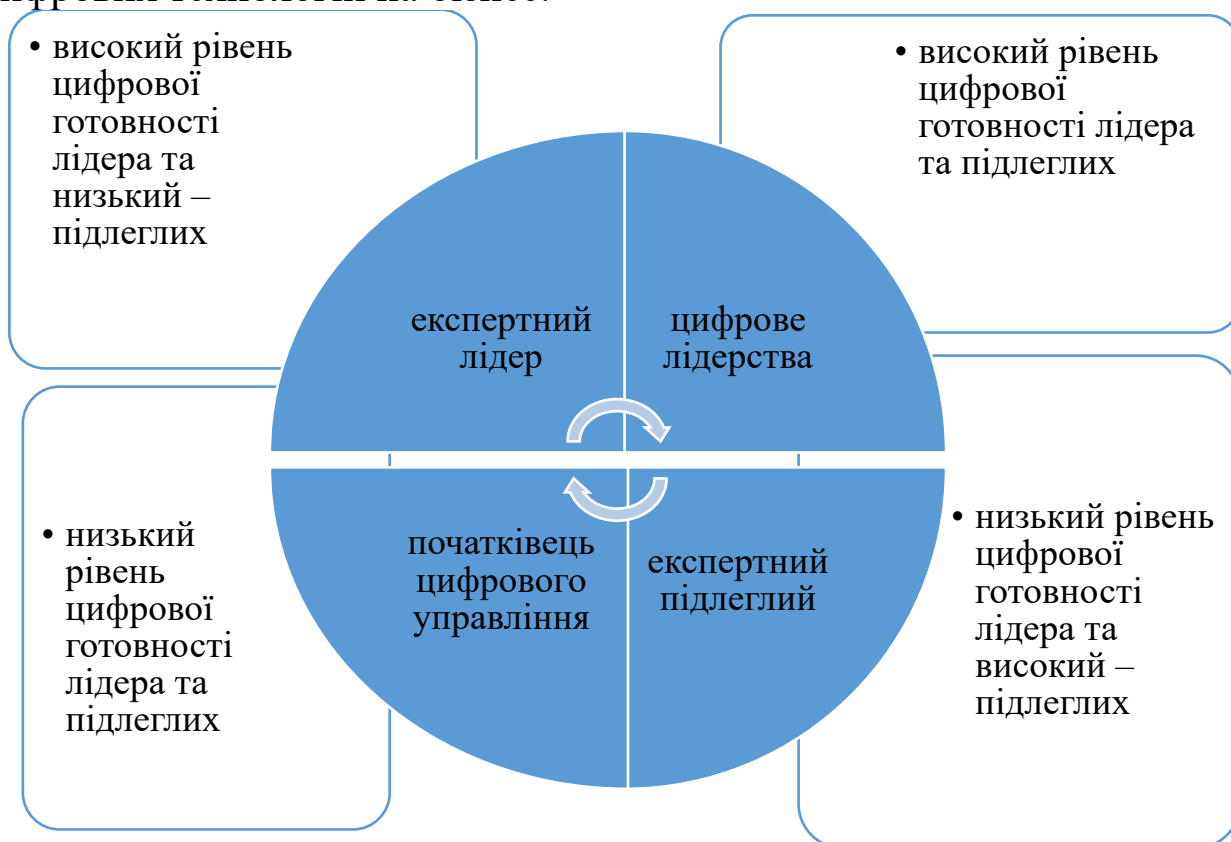 • високий рівень
цифрової
готовності
лідера та
низький –
підлеглих
• високий рівень
цифрової
готовності лідера
та підлеглих
експертний
лідер
цифрове
лідерства
початківець
цифрового
управління
експертний
підлеглий
• низький
рівень
цифрової
готовності
лідера та
підлеглих
• низький рівень
цифрової
готовності
лідера та
високий –
підлеглих